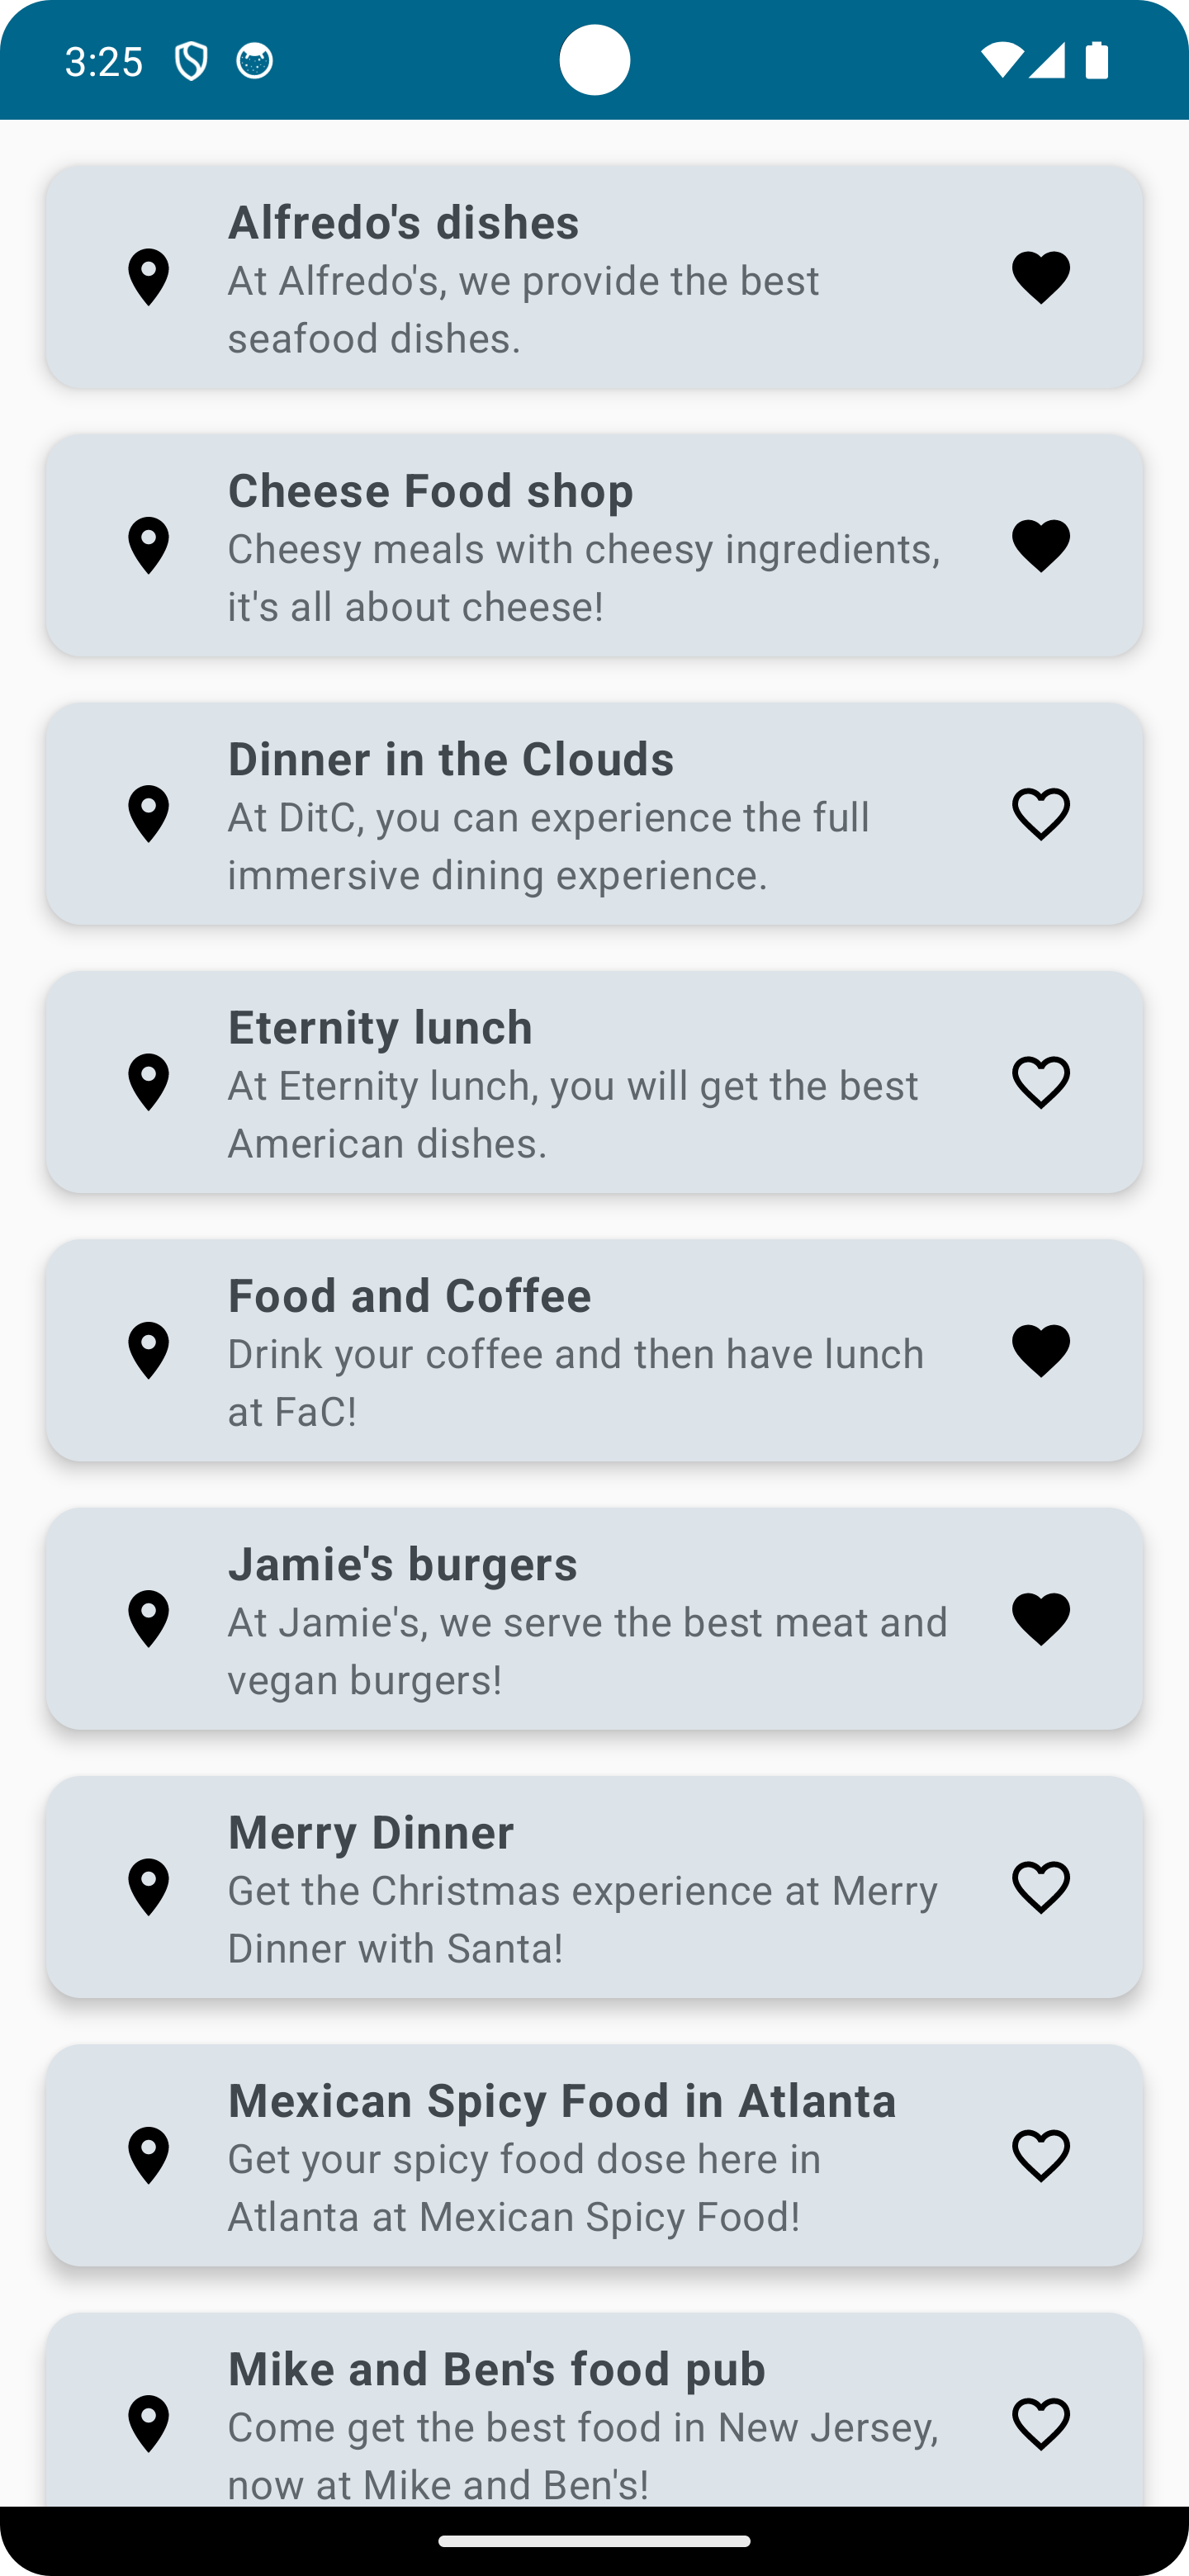 3:25
Alfredo's dishes
At Alfredo's, we provide the best
seafood dishes.
Cheese Food shop
Cheesy meals with cheesy ingredients,
it's all about cheese!
Dinner in the Clouds
At DitC, you can experience the full
immersive dining experience.
Eternity lunch
At Eternity lunch, you will get the best
American dishes.
Food and Coffee
Drink your coffee and then have lunch
at FaC!
Jamie's burgers
At Jamie's, we serve the best meat and
vegan burgers!
Merry Dinner
Get the Christmas experience at Merry
Dinner with Santa!
Mexican Spicy Food in Atlanta
Get your spicy food dose here in
Atlanta at Mexican Spicy Food!
Mike and Ben's food pub
Come get the best food in New Jersey,
now at Mike and Ben's!